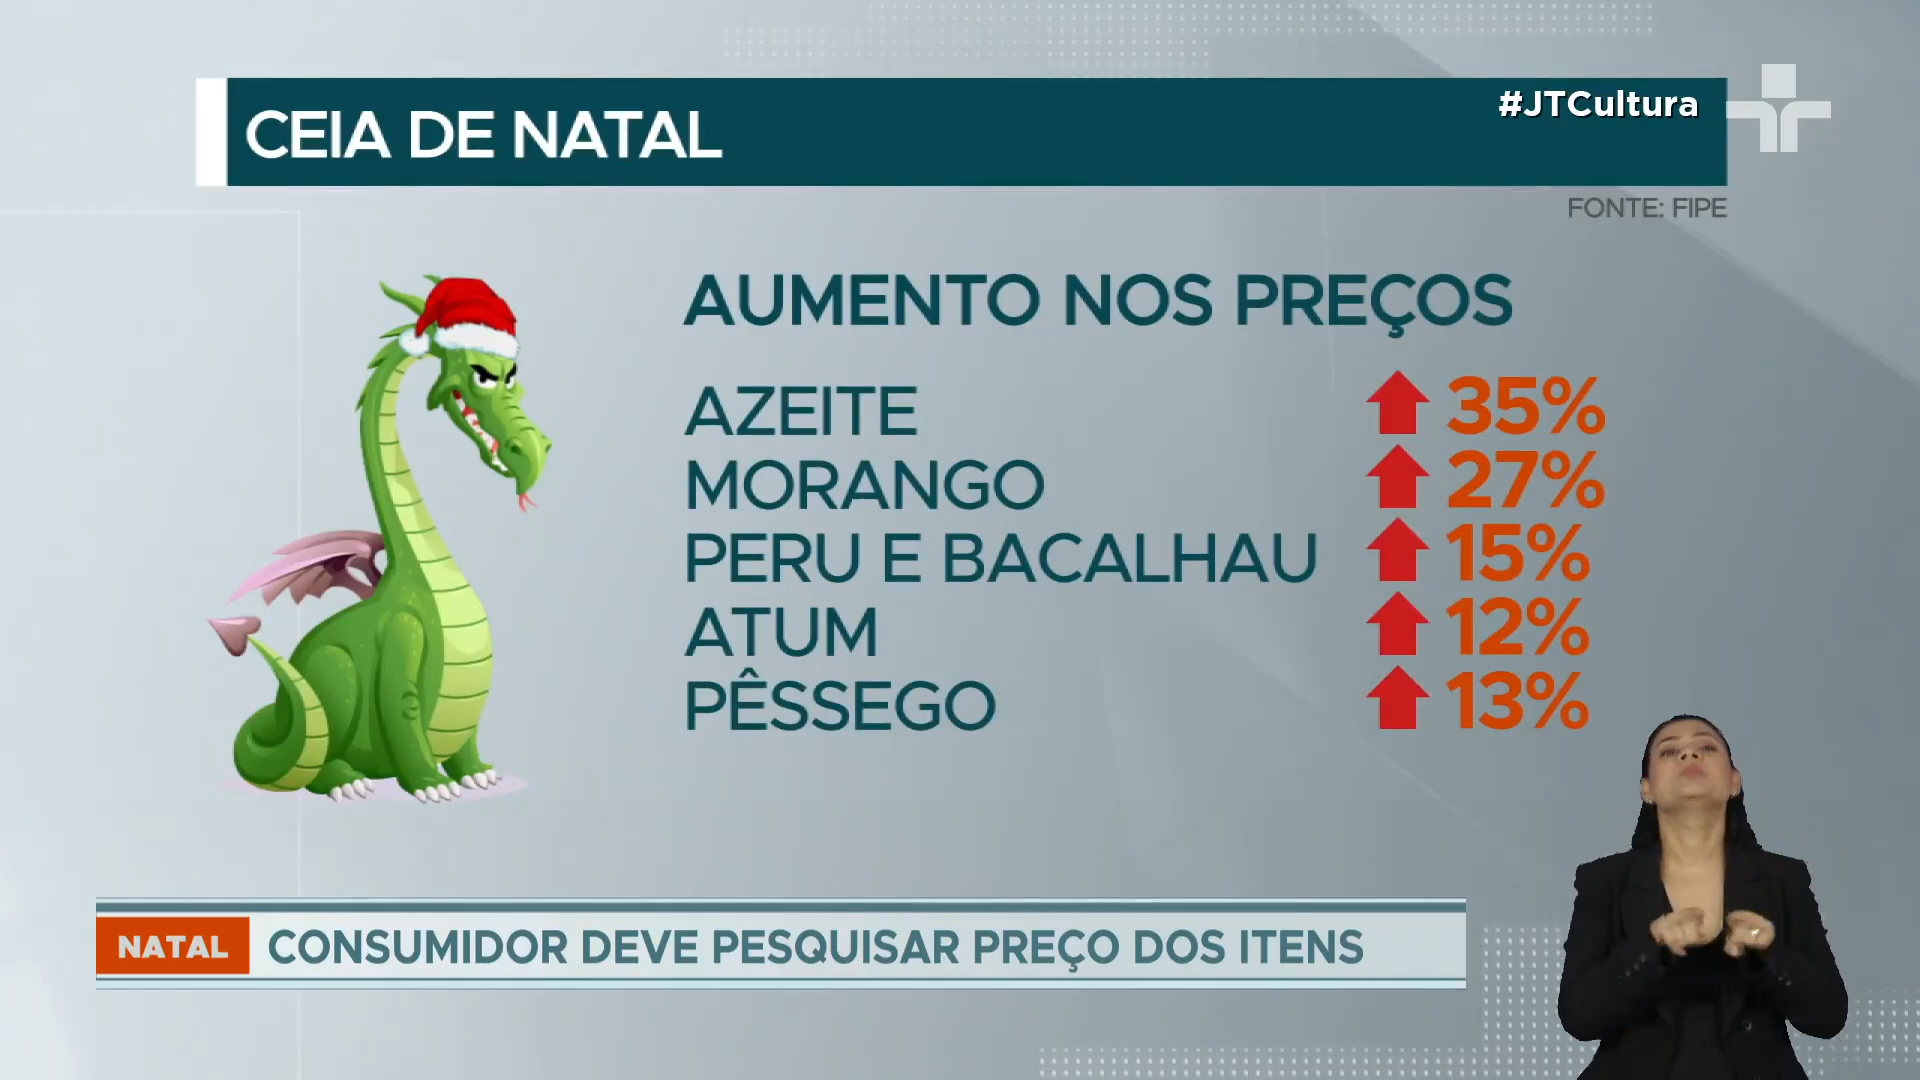 #JTCultura
CEIA DE NATAL
FONTE: FIPE
AUMENTO NOS PREÇOS
AZEITE 35%
MORANGO 27%
PERU E BACALHAU 15%
ATUM 12%
PÊSSEGO 13%
NATAL CONSUMIDOR DEVE PESQUISAR PREÇO DOS ITENS